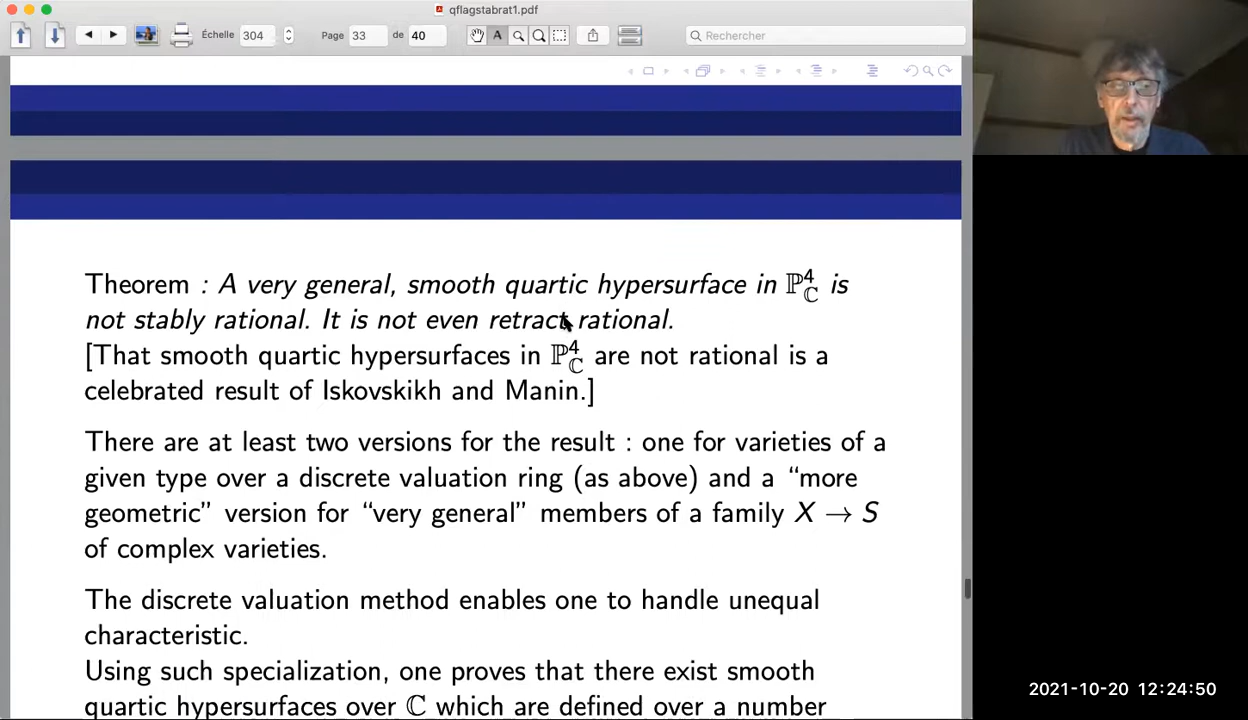 qflagstabrat1.pdf
Échelle 304 Page 33 de 40 A Rechercher
Theorem : A very general, smooth quartic hypersurface in ℙ⁴_ℂ is
not stably rational. It is not even retract rational.
[That smooth quartic hypersurfaces in ℙ⁴_ℂ are not rational is a
celebrated result of Iskovskikh and Manin.]
There are at least two versions for the result : one for varieties of a
given type over a discrete valuation ring (as above) and a “more
geometric” version for “very general” members of a family X → S
of complex varieties.
The discrete valuation method enables one to handle unequal
characteristic.
Using such specialization, one proves that there exist smooth
quartic hypersurfaces over ℂ which are defined over a number
2021-10-20 12:24:50